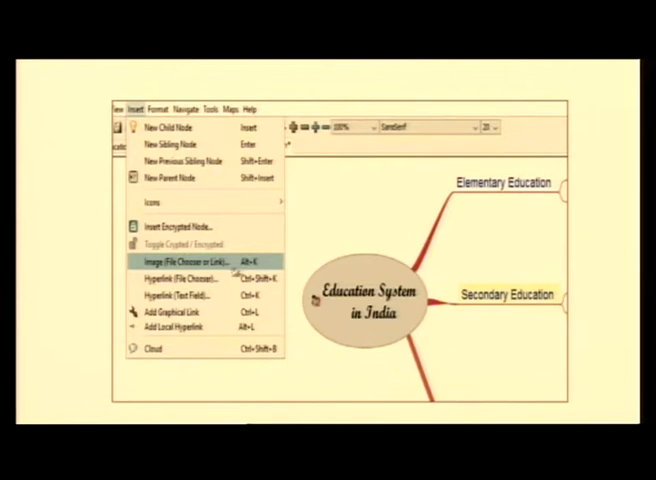 Insert Format Navigate Tools Maps Help
New Child Node Insert
New Sibling Node Enter
New Previous Sibling Node Shift+Enter
New Parent Node Shift+Insert
Icons
Insert Encrypted Node...
Toggle Crypted / Encrypted
Image (File Chooser or Link)... Alt+K
Hyperlink (File Chooser)... Ctrl+Shift+K
Hyperlink (Text Field)... Ctrl+K
Add Graphical Link Ctrl+L
Add Local Hyperlink Alt+L
Cloud Ctrl+Shift+B
100% SansSerif 20
Elementary Education
Education System
in India
Secondary Education